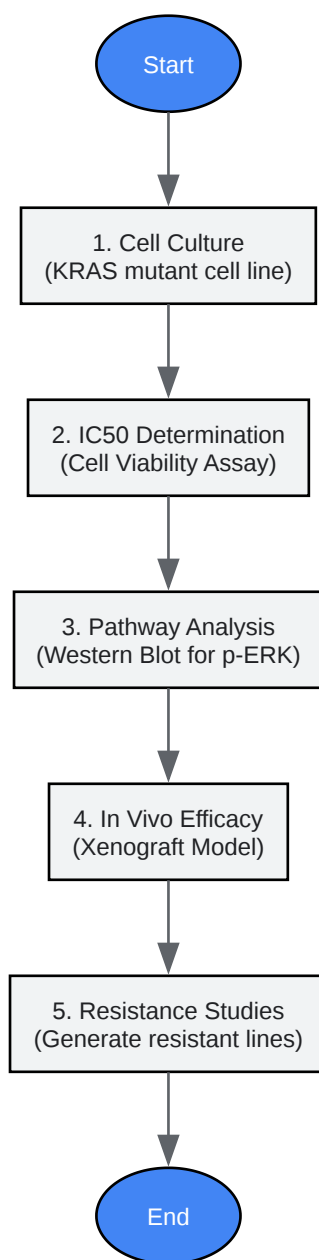 Start
1. Cell Culture
(KRAS mutant cell line)
2. IC50 Determination
(Cell Viability Assay)
3. Pathway Analysis
(Western Blot for p-ERK)
4. In Vivo Efficacy
(Xenograft Model)
5. Resistance Studies
(Generate resistant lines)
End